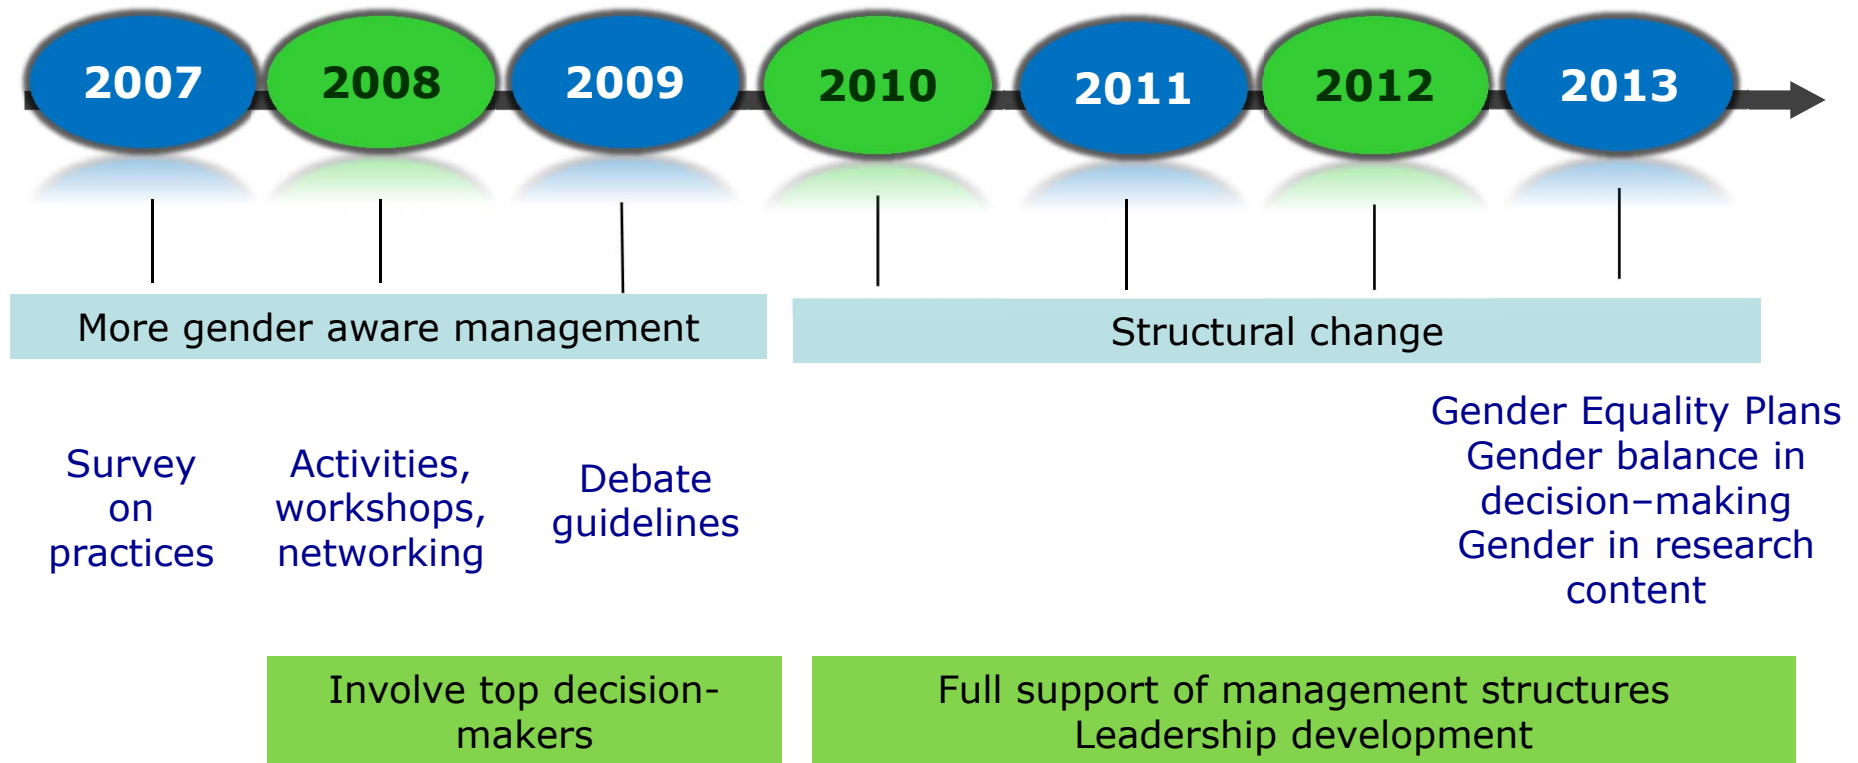 2007
2008
2009
2010
2011
2012
2013
More gender aware management
Structural change
Survey
on
practices
Activities,
workshops,
networking
Debate
guidelines
Gender Equality Plans
Gender balance in
decision–making
Gender in research
content
Involve top decision-
makers
Full support of management structures
Leadership development